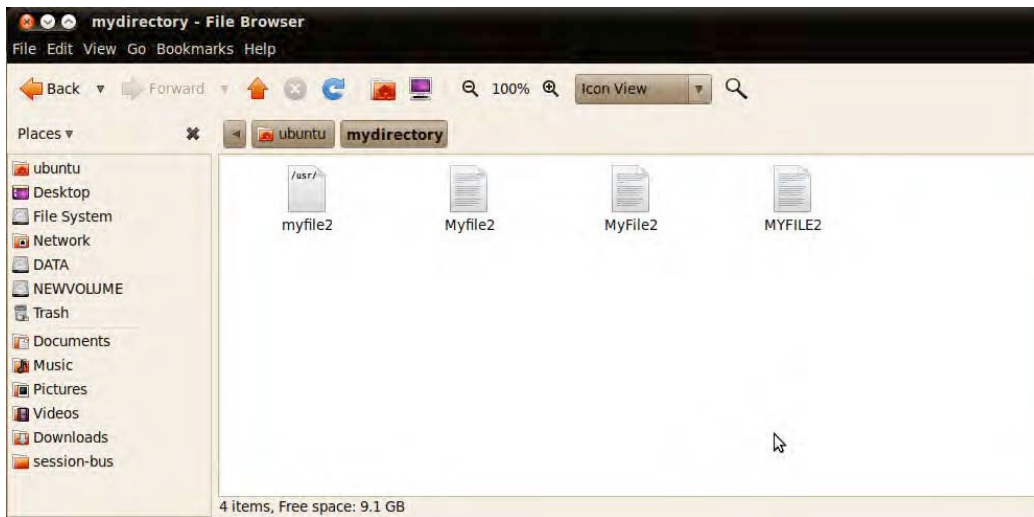 mydirectory - File Browser
File Edit View Go Bookmarks Help
Back Forward 100% Icon View
Places ubuntu mydirectory
ubuntu
Desktop
File System
Network
DATA
NEWVOLUME
Trash
Documents
Music
Pictures
Videos
Downloads
session-bus
/usr/
myfile2 Myfile2 MyFile2 MYFILE2
4 items, Free space: 9.1 GB